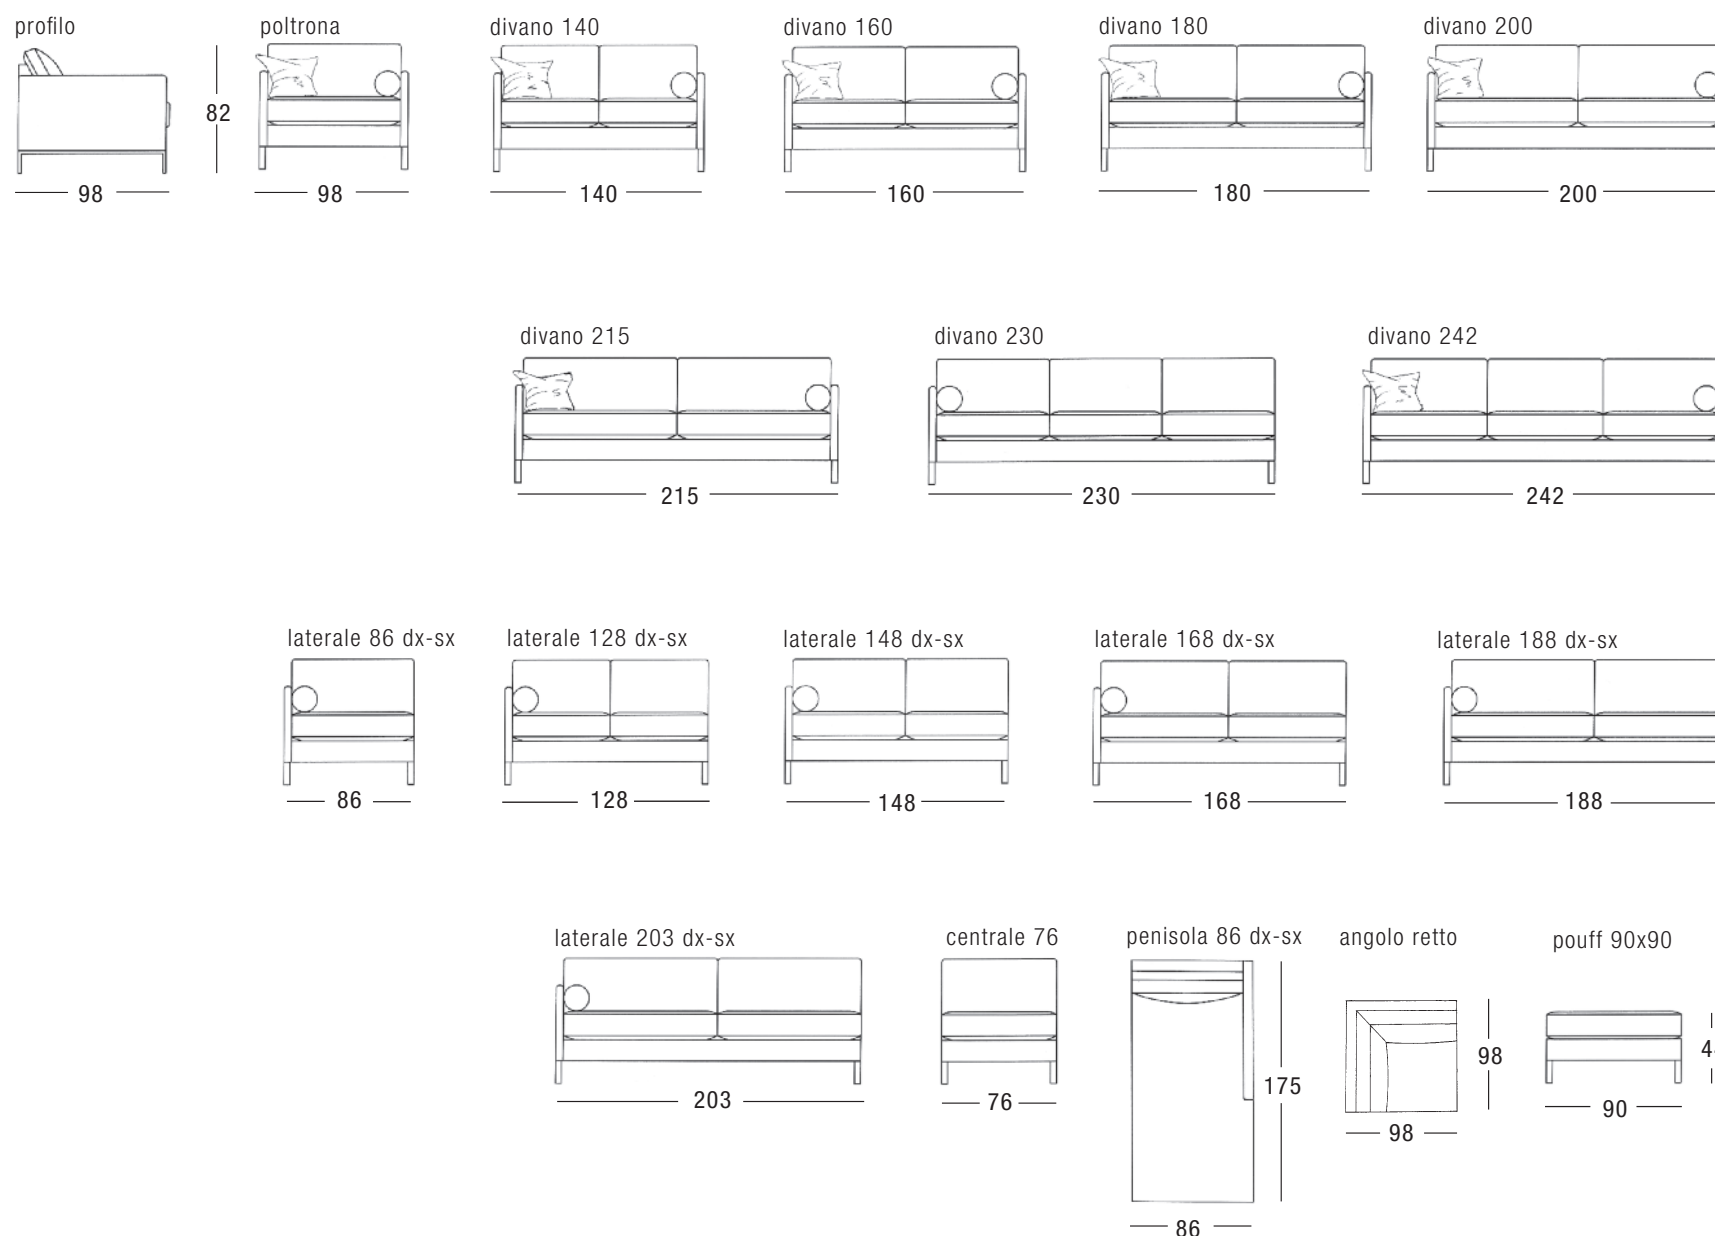 profilo
poltrona
divano 140
divano 160
divano 180
divano 200
82
98
98
140
160
180
200
divano 215
divano 230
divano 242
215
230
242
laterale 86 dx-sx
laterale 128 dx-sx
laterale 148 dx-sx
laterale 168 dx-sx
laterale 188 dx-sx
86
128
148
168
188
laterale 203 dx-sx
centrale 76
penisola 86 dx-sx
angolo retto
pouff 90x90
203
76
175
86
98
98
90